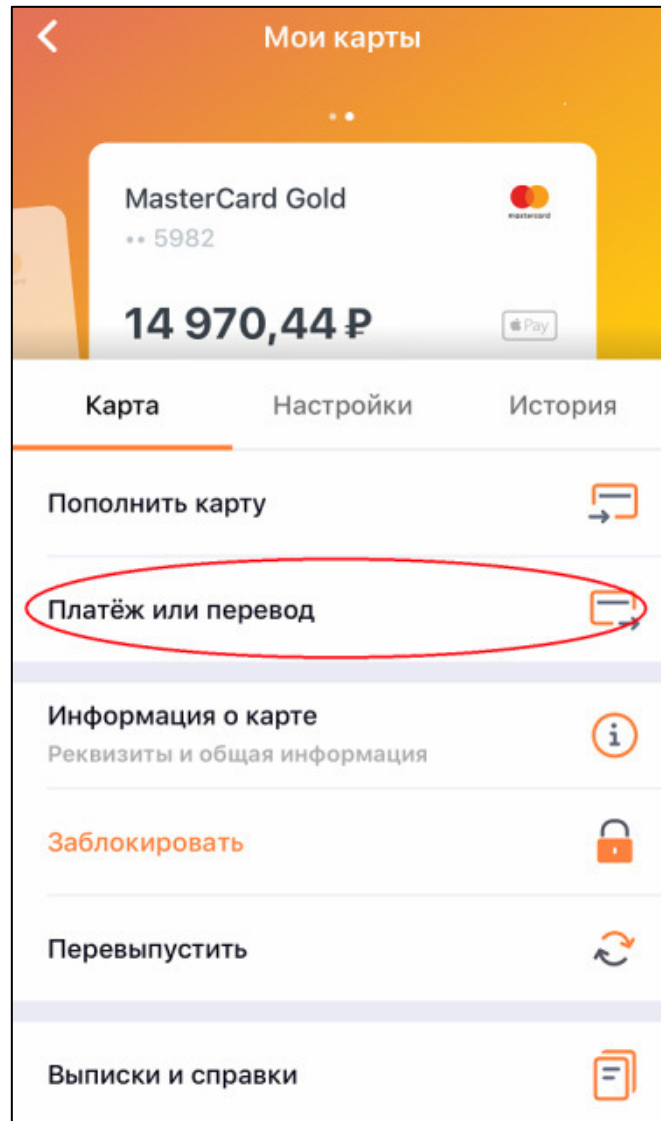 Мои карты
MasterCard Gold
mastercard
•• 5982
14 970,44 ₽
Pay
Карта Настройки История
Пополнить карту
Платёж или перевод
Информация о карте
Реквизиты и общая информация
Заблокировать
Перевыпустить
Выписки и справки